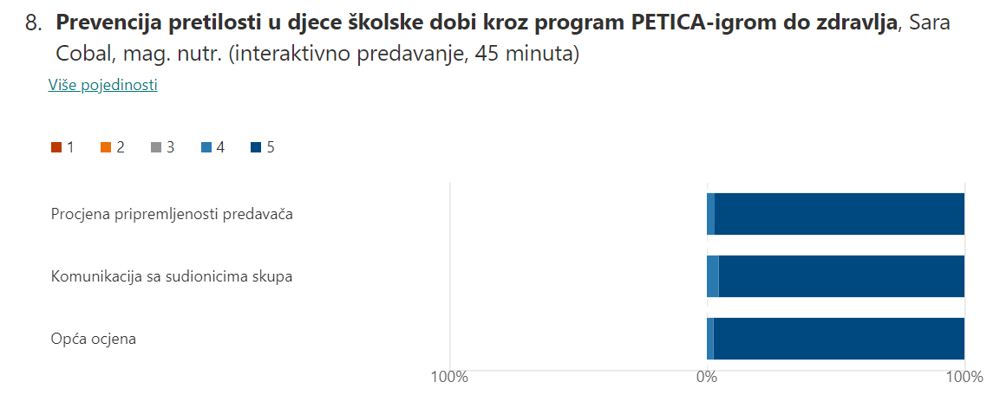 8. Prevencija pretilosti u djece školske dobi kroz program PETICA-igrom do zdravlja, Sara
Cobal, mag. nutr. (interaktivno predavanje, 45 minuta)
Više pojedinosti
1 2 3 4 5
Procjena pripremljenosti predavača
Komunikacija sa sudionicima skupa
Opća ocjena
100% 0% 100%